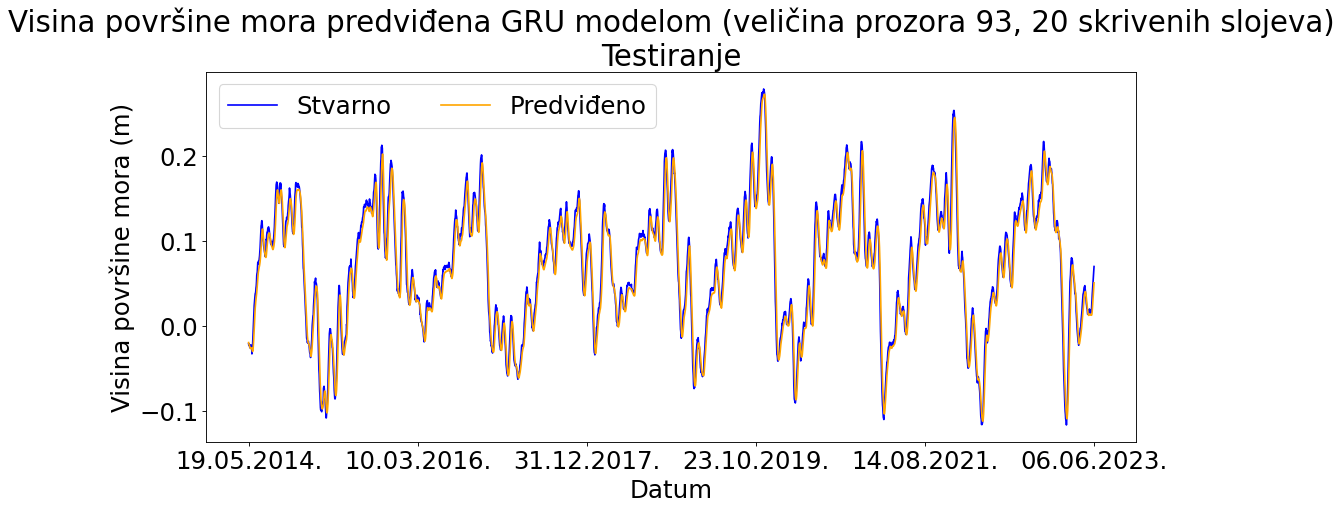 Visina površine mora predviđena GRU modelom (veličina prozora 93, 20 skrivenih slojeva)
Testiranje
Stvarno
Predviđeno
Visina površine mora (m)
0.2
0.1
0.0
−0.1
19.05.2014.
10.03.2016.
31.12.2017.
23.10.2019.
14.08.2021.
06.06.2023.
Datum